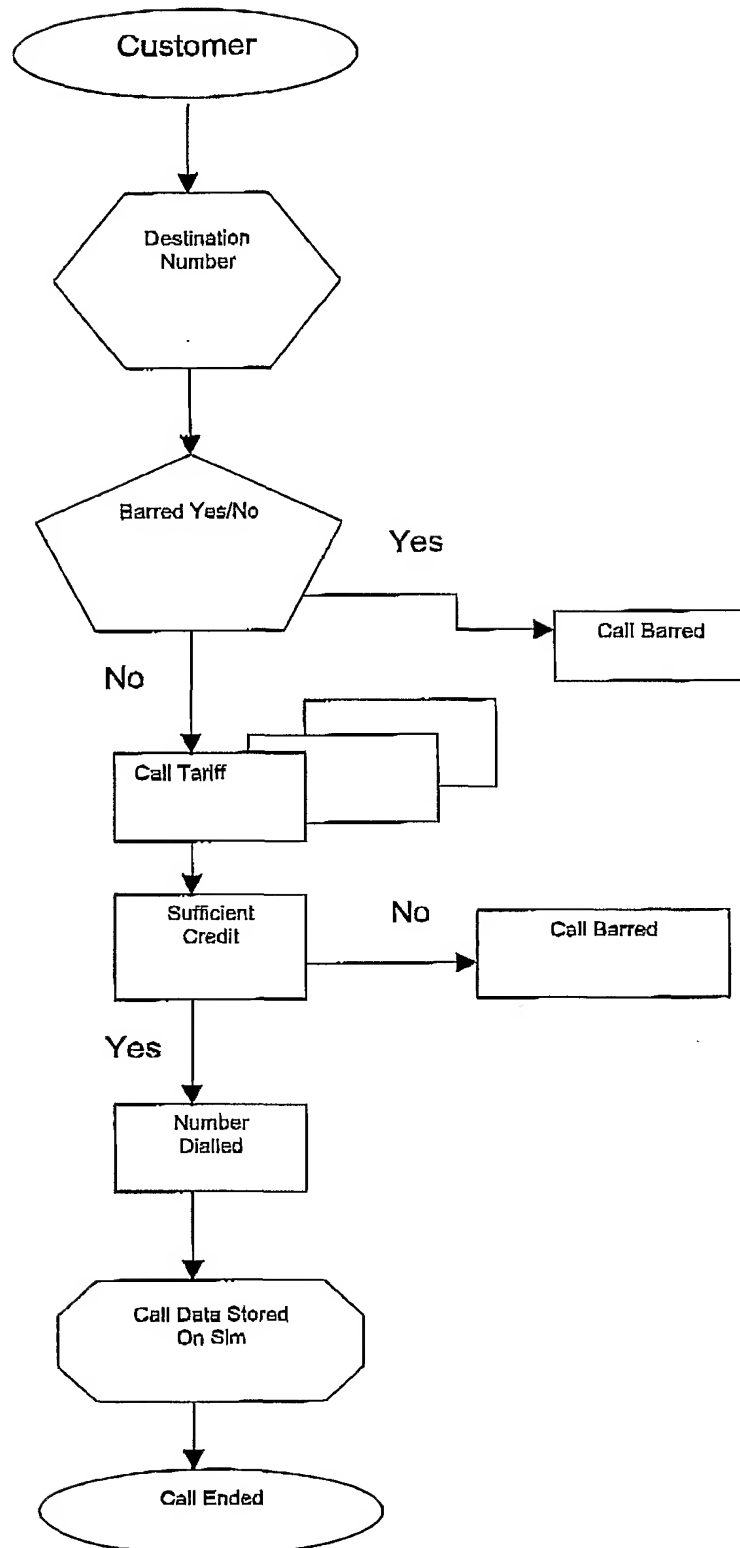 Customer
Destination
Number
Barred Yes/No
Yes
Call Barred
No
Call Tariff
Sufficient
Credit
No
Call Barred
Yes
Number
Dialled
Call Data Stored
On Sim
Call Ended